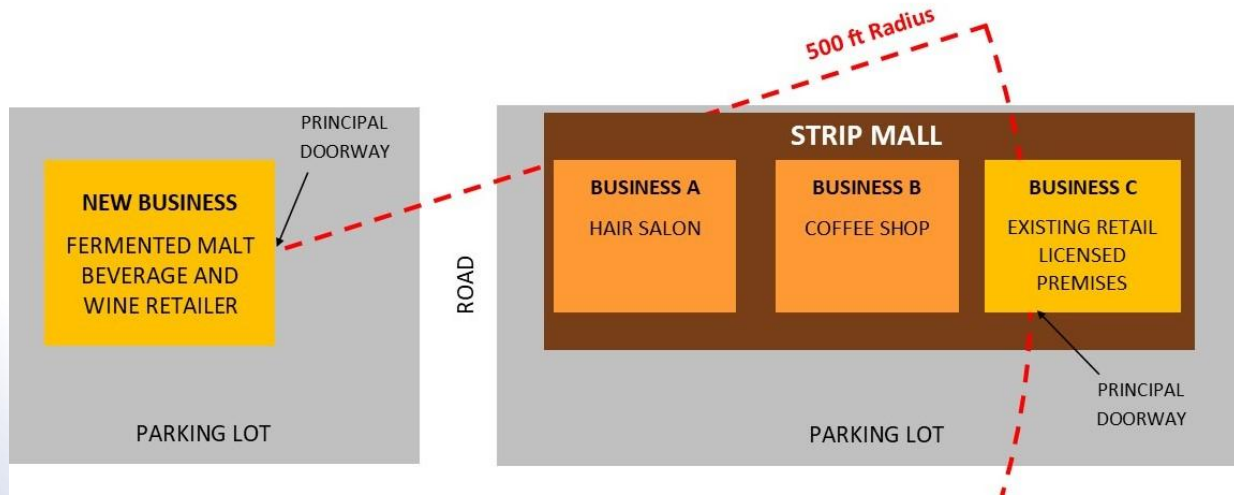 500 ft Radius
PRINCIPAL
DOORWAY
NEW BUSINESS
FERMENTED MALT
BEVERAGE AND
WINE RETAILER
PARKING LOT
ROAD
STRIP MALL
BUSINESS A
HAIR SALON
BUSINESS B
COFFEE SHOP
BUSINESS C
EXISTING RETAIL
LICENSED
PREMISES
PRINCIPAL
DOORWAY
PARKING LOT